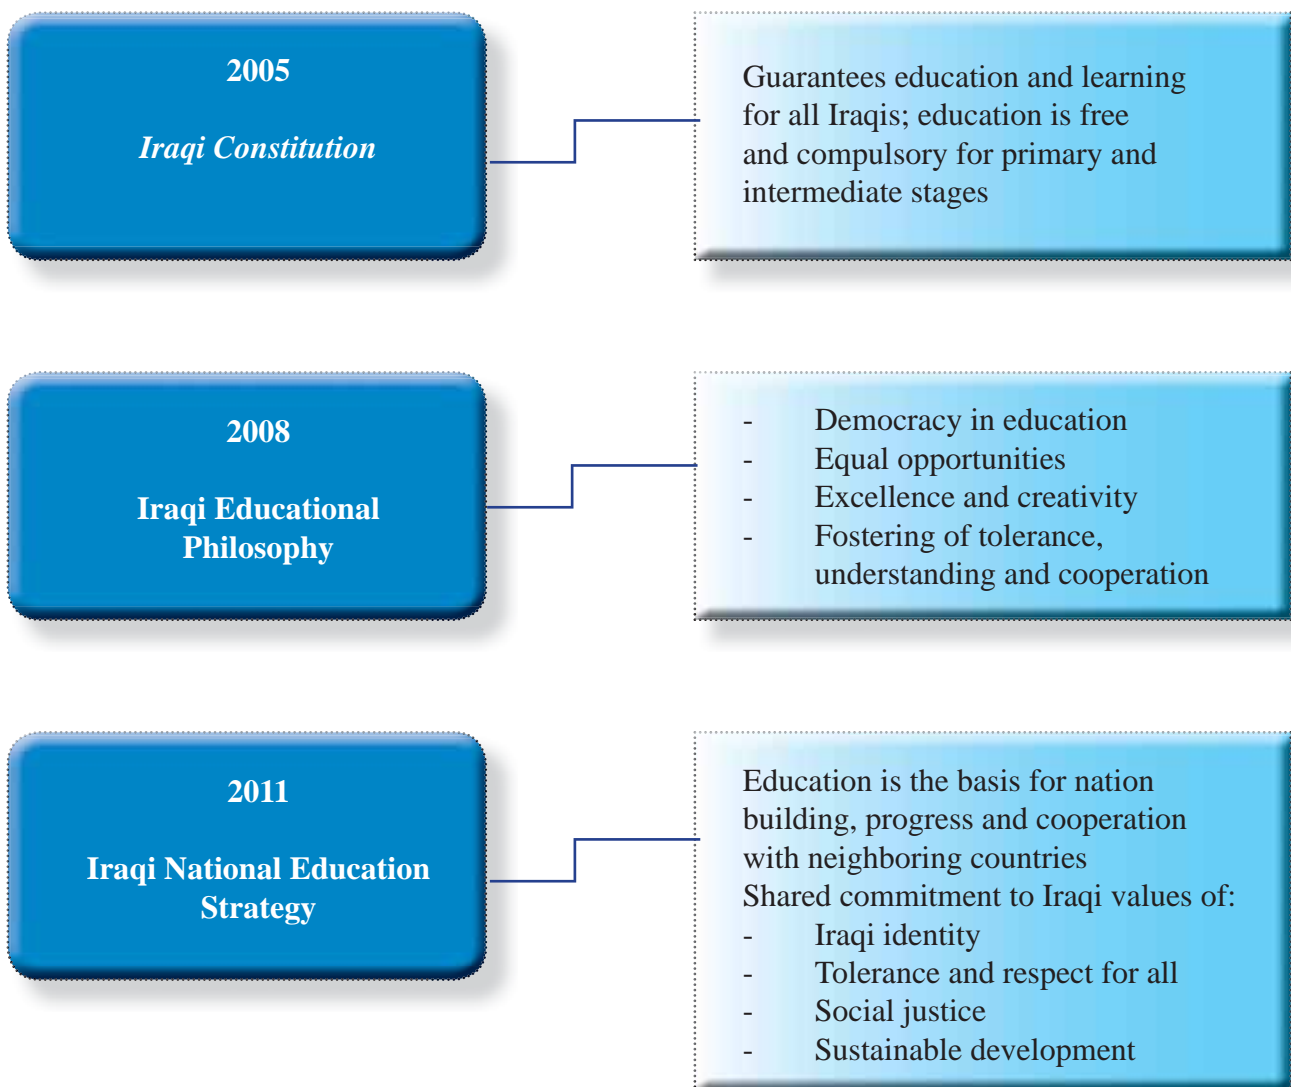 2005
Iraqi Constitution
Guarantees education and learning
for all Iraqis; education is free
and compulsory for primary and
intermediate stages
2008
Iraqi Educational
Philosophy
- Democracy in education
- Equal opportunities
- Excellence and creativity
- Fostering of tolerance,
understanding and cooperation
2011
Iraqi National Education
Strategy
Education is the basis for nation
building, progress and cooperation
with neighboring countries
Shared commitment to Iraqi values of:
- Iraqi identity
- Tolerance and respect for all
- Social justice
- Sustainable development